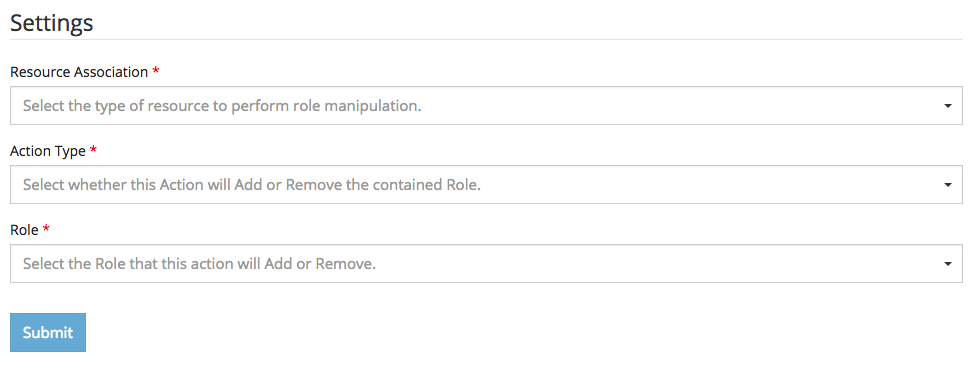 Settings
Resource Association *
Select the type of resource to perform role manipulation.
Action Type *
Select whether this Action will Add or Remove the contained Role.
Role *
Select the Role that this action will Add or Remove.
Submit